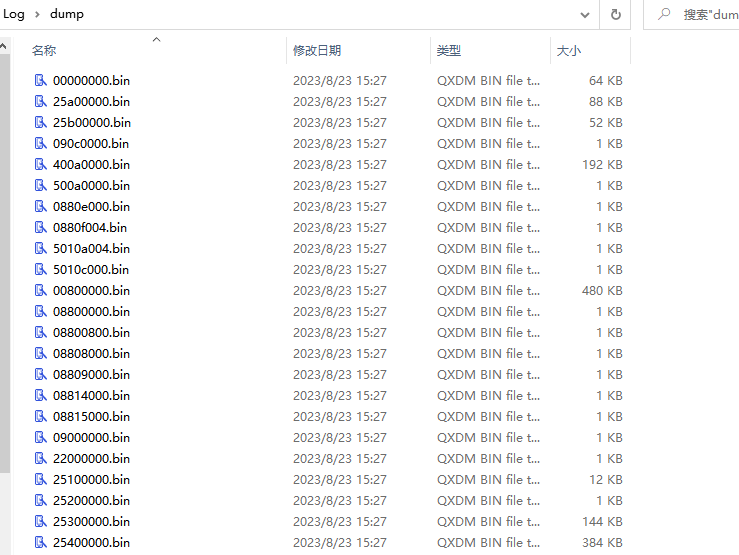 Log > dump 搜索"dum
名称 修改日期 类型 大小
00000000.bin 2023/8/23 15:27 QXDM BIN file t... 64 KB
25a00000.bin 2023/8/23 15:27 QXDM BIN file t... 88 KB
25b00000.bin 2023/8/23 15:27 QXDM BIN file t... 52 KB
090c0000.bin 2023/8/23 15:27 QXDM BIN file t... 1 KB
400a0000.bin 2023/8/23 15:27 QXDM BIN file t... 192 KB
500a0000.bin 2023/8/23 15:27 QXDM BIN file t... 1 KB
0880e000.bin 2023/8/23 15:27 QXDM BIN file t... 1 KB
0880f004.bin 2023/8/23 15:27 QXDM BIN file t... 1 KB
5010a004.bin 2023/8/23 15:27 QXDM BIN file t... 1 KB
5010c000.bin 2023/8/23 15:27 QXDM BIN file t... 1 KB
00800000.bin 2023/8/23 15:27 QXDM BIN file t... 480 KB
08800000.bin 2023/8/23 15:27 QXDM BIN file t... 1 KB
08800800.bin 2023/8/23 15:27 QXDM BIN file t... 1 KB
08808000.bin 2023/8/23 15:27 QXDM BIN file t... 1 KB
08809000.bin 2023/8/23 15:27 QXDM BIN file t... 1 KB
08814000.bin 2023/8/23 15:27 QXDM BIN file t... 1 KB
08815000.bin 2023/8/23 15:27 QXDM BIN file t... 1 KB
09000000.bin 2023/8/23 15:27 QXDM BIN file t... 1 KB
22000000.bin 2023/8/23 15:27 QXDM BIN file t... 1 KB
25100000.bin 2023/8/23 15:27 QXDM BIN file t... 12 KB
25200000.bin 2023/8/23 15:27 QXDM BIN file t... 1 KB
25300000.bin 2023/8/23 15:27 QXDM BIN file t... 144 KB
25400000.bin 2023/8/23 15:27 QXDM BIN file t... 384 KB